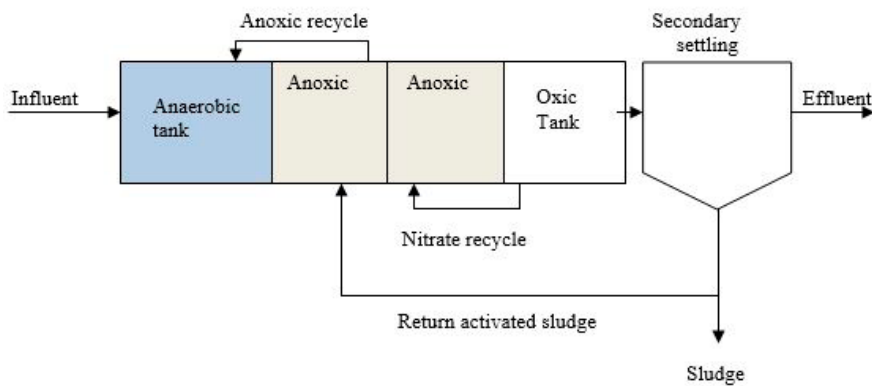 Anoxic recycle
Secondary
settling
Influent
Anaerobic
tank
Anoxic
Anoxic
Oxic
Tank
Effluent
Nitrate recycle
Return activated sludge
Sludge